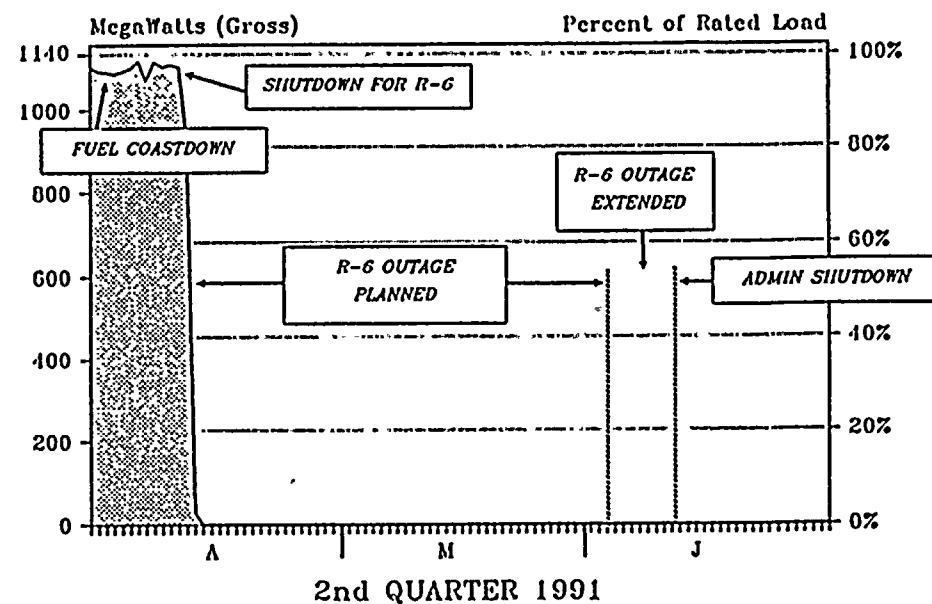 MegaWatts (Gross)
Percent of Rated Load
1140
100%
SHUTDOWN FOR R-6
1000
FUEL COASTDOWN
80%
R-6 OUTAGE
EXTENDED
800
60%
R-6 OUTAGE
PLANNED
600
ADMIN SHUTDOWN
400
40%
200
20%
0
0%
A
M
J
2nd QUARTER 1991